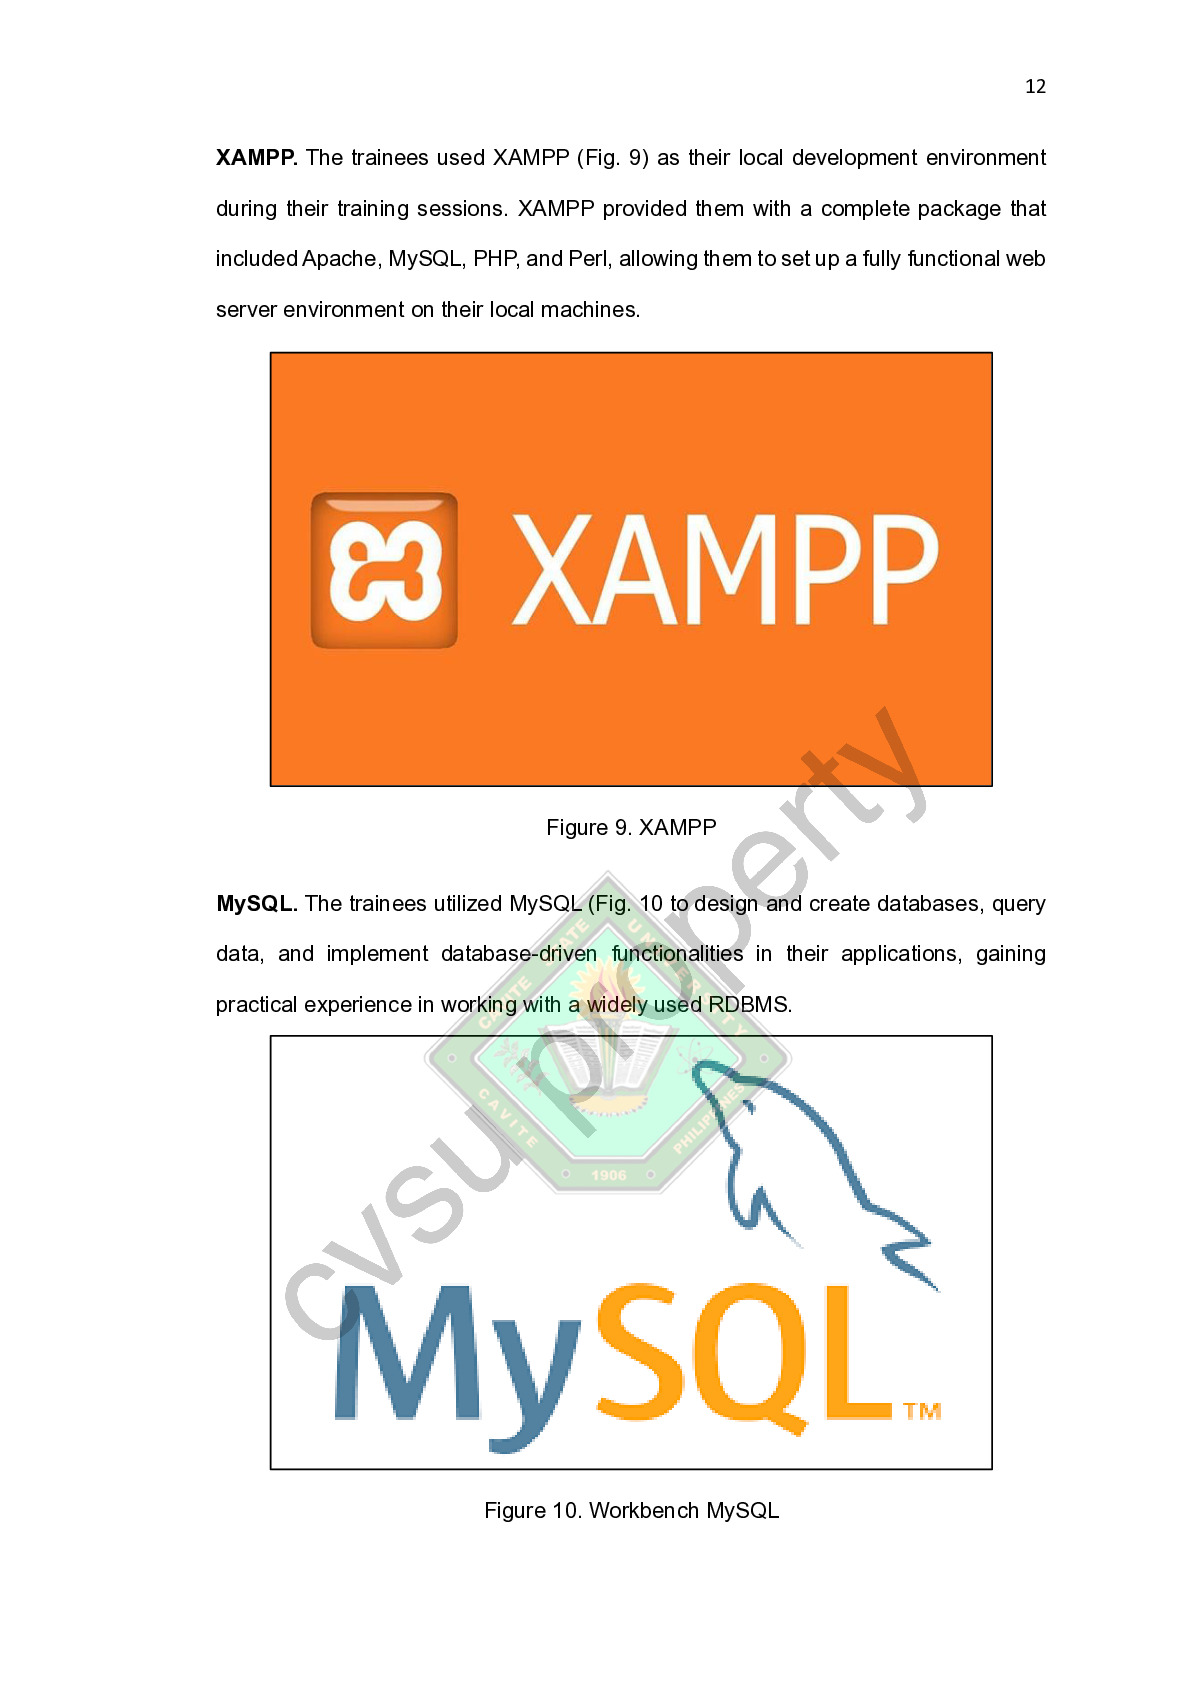 12
XAMPP. The trainees used XAMPP (Fig. 9) as their local development environment
during their training sessions. XAMPP provided them with a complete package that
included Apache, MySQL, PHP, and Perl, allowing them to set up a fully functional web
server environment on their local machines.
XAMPP
Figure 9. XAMPP
MySQL. The trainees utilized MySQL (Fig. 10 to design and create databases, query
data, and implement database-driven functionalities in their applications, gaining
practical experience in working with a widely used RDBMS.
CAVITE STATE UNIVERSITY
CAVITE
PHILIPPINES
1906
cvsu property
MySQL™
Figure 10. Workbench MySQL